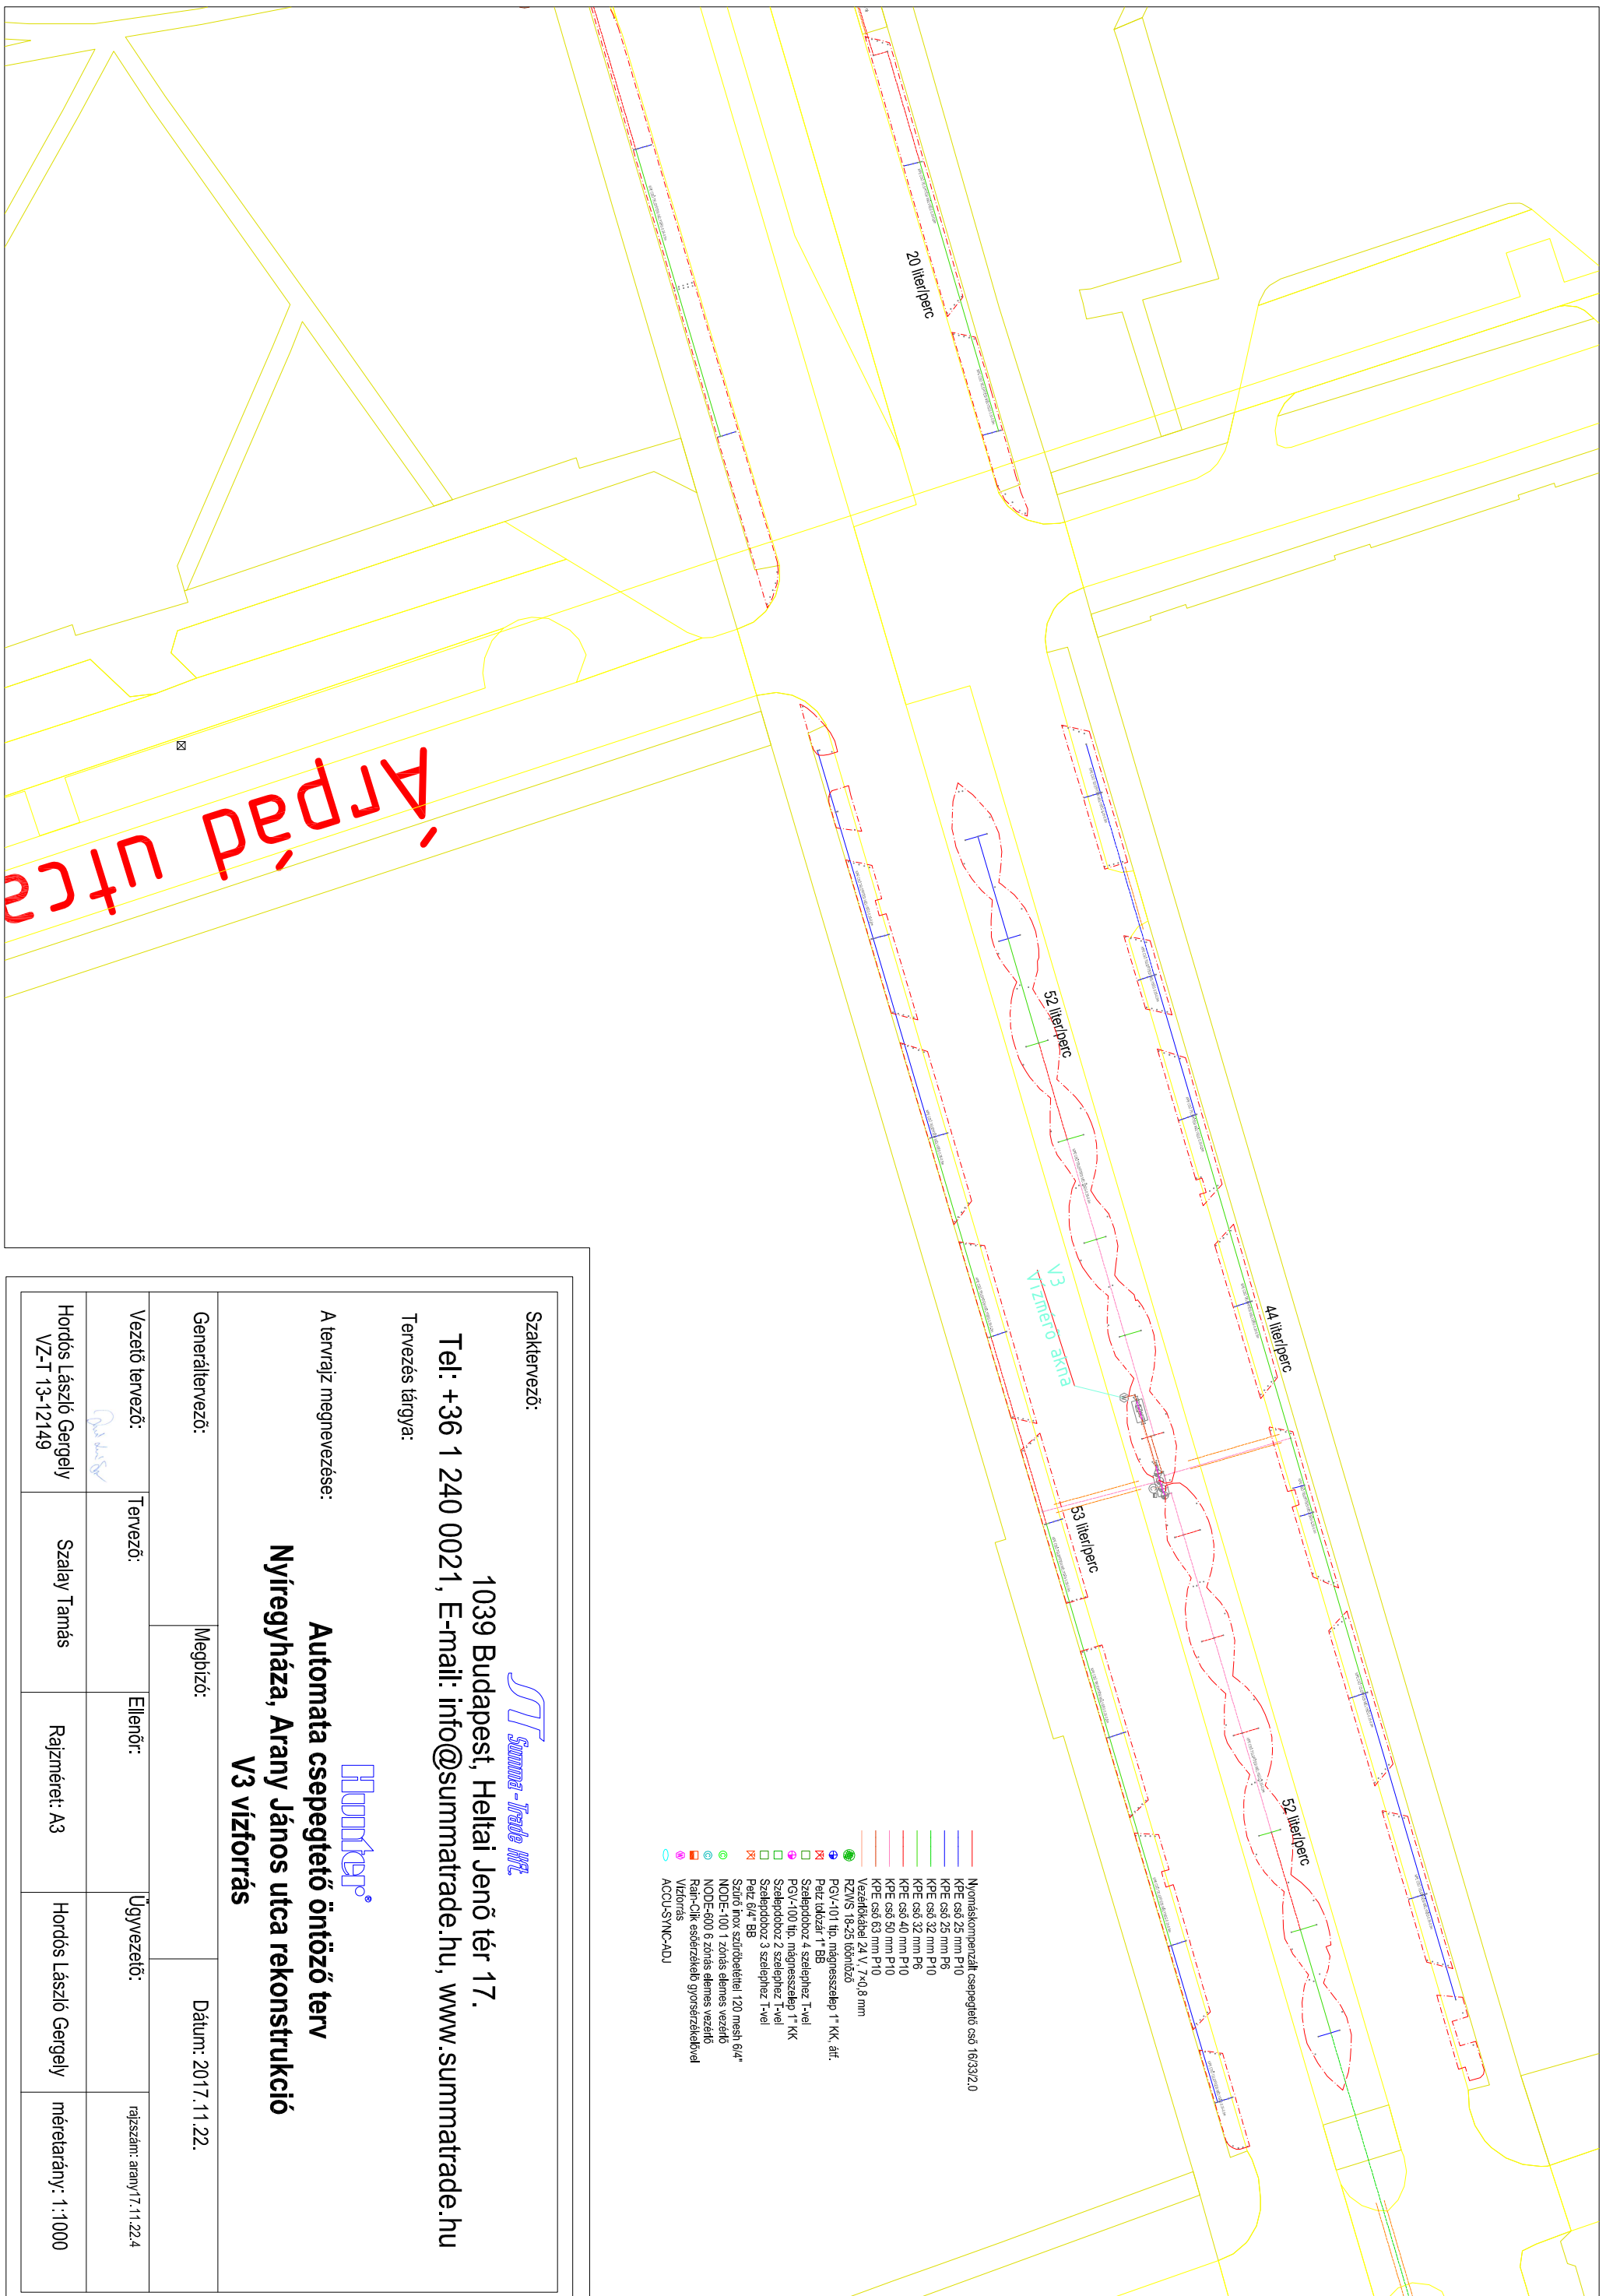 Árpád utca
20 liter/perc
52 liter/perc
44 liter/perc
V3
Vízmérő akna
53 liter/perc
52 liter/perc
Nyomáskompenzált csepegtető cső 16/33/2.0
KPE cső 25 mm P10
KPE cső 25 mm P6
KPE cső 32 mm P10
KPE cső 32 mm P6
KPE cső 40 mm P10
KPE cső 50 mm P10
KPE cső 63 mm P10
Vezérlőkábel 24 V, 7×0,8 mm
RZWS 18-25 tőöntöző
PGV-101 tip. mágnesszelep 1" KK, átf.
Petz tolózár 1" BB
Szelepdoboz 4 szelephez T-vel
PGV-100 tip. mágnesszelep 1" KK
Szelepdoboz 2 szelephez T-vel
Szelepdoboz 3 szelephez T-vel
Petz 6/4" BB
Szűrő inox szűrőbetéttel 120 mesh 6/4"
NODE-100 1 zónás elemes vezérlő
NODE-600 6 zónás elemes vezérlő
Rain-Clik esőérzékelő gyorsérzékelővel
Vízforrás
ACCU-SYNC-ADJ
Szaktervező:
ST Summa - Trade Kft.
1039 Budapest, Heltai Jenő tér 17.
Tel: +36 1 240 0021, E-mail: info@summatrade.hu, www.summatrade.hu
Tervezés tárgya:
Hunter®
A tervrajz megnevezése:
Automata csepegtető öntöző terv
Nyíregyháza, Arany János utca rekonstrukció
V3 vízforrás
Generáltervező:
Megbízó:
Dátum: 2017.11.22.
Vezető tervező:
Tervező:
Ellenőr:
Ügyvezető:
rajzszám: arany17.11.22.4
Hordós László Gergely
VZ-T 13-12149
Szalay Tamás
Rajzméret: A3
Hordós László Gergely
méretarány: 1:1000